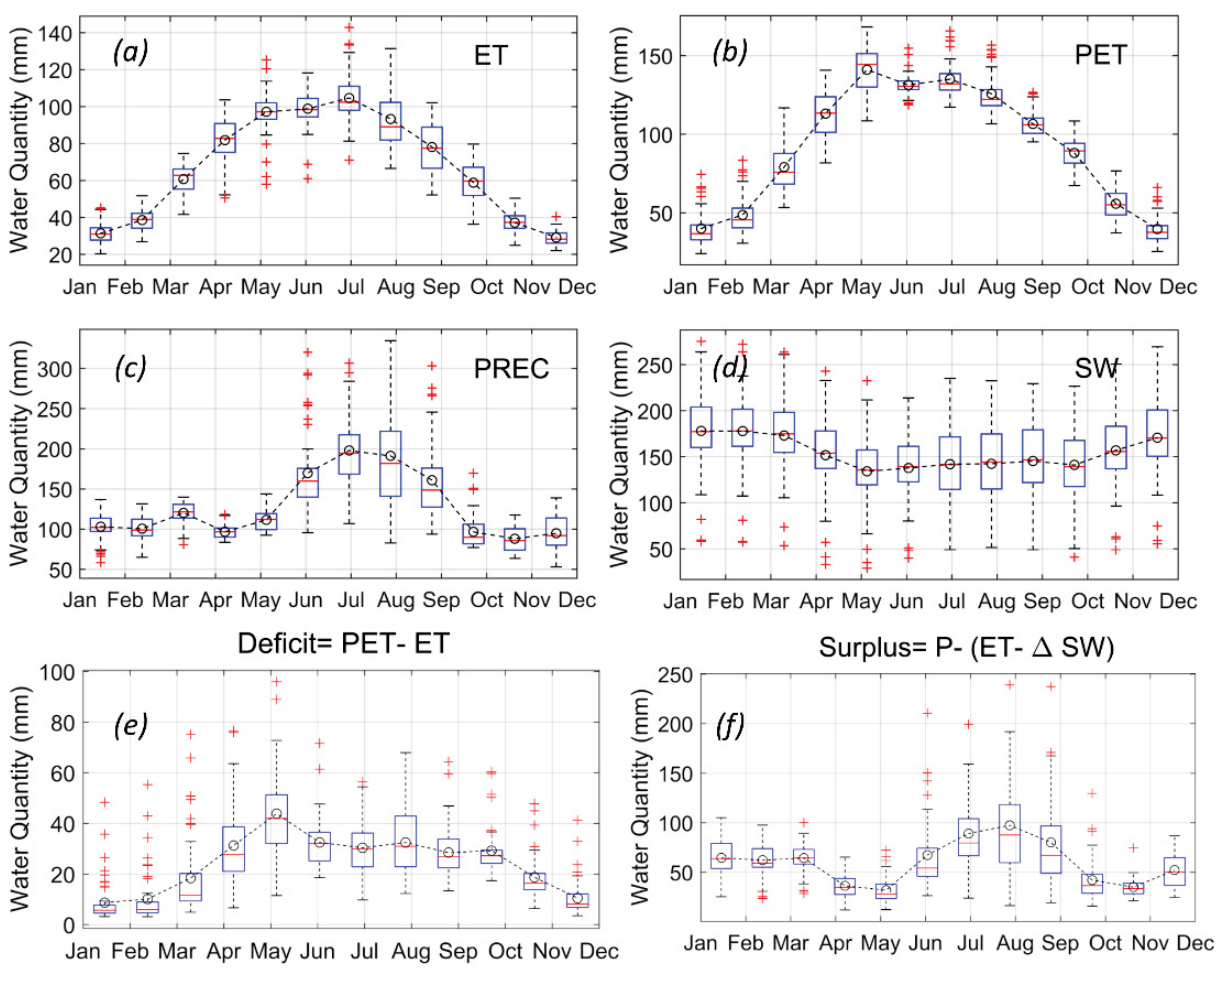 (a) ET
Water Quantity (mm)
140
120
100
80
60
40
20
Jan Feb Mar Apr May Jun Jul Aug Sep Oct Nov Dec
(b) PET
Water Quantity (mm)
150
100
50
Jan Feb Mar Apr May Jun Jul Aug Sep Oct Nov Dec
(c) PREC
Water Quantity (mm)
300
250
200
150
100
50
Jan Feb Mar Apr May Jun Jul Aug Sep Oct Nov Dec
(d) SW
Water Quantity (mm)
250
200
150
100
50
Jan Feb Mar Apr May Jun Jul Aug Sep Oct Nov Dec
Deficit= PET- ET
(e)
Water Quantity (mm)
100
80
60
40
20
0
Jan Feb Mar Apr May Jun Jul Aug Sep Oct Nov Dec
Surplus= P- (ET- Δ SW)
(f)
Water Quantity (mm)
250
200
150
100
50
Jan Feb Mar Apr May Jun Jul Aug Sep Oct Nov Dec